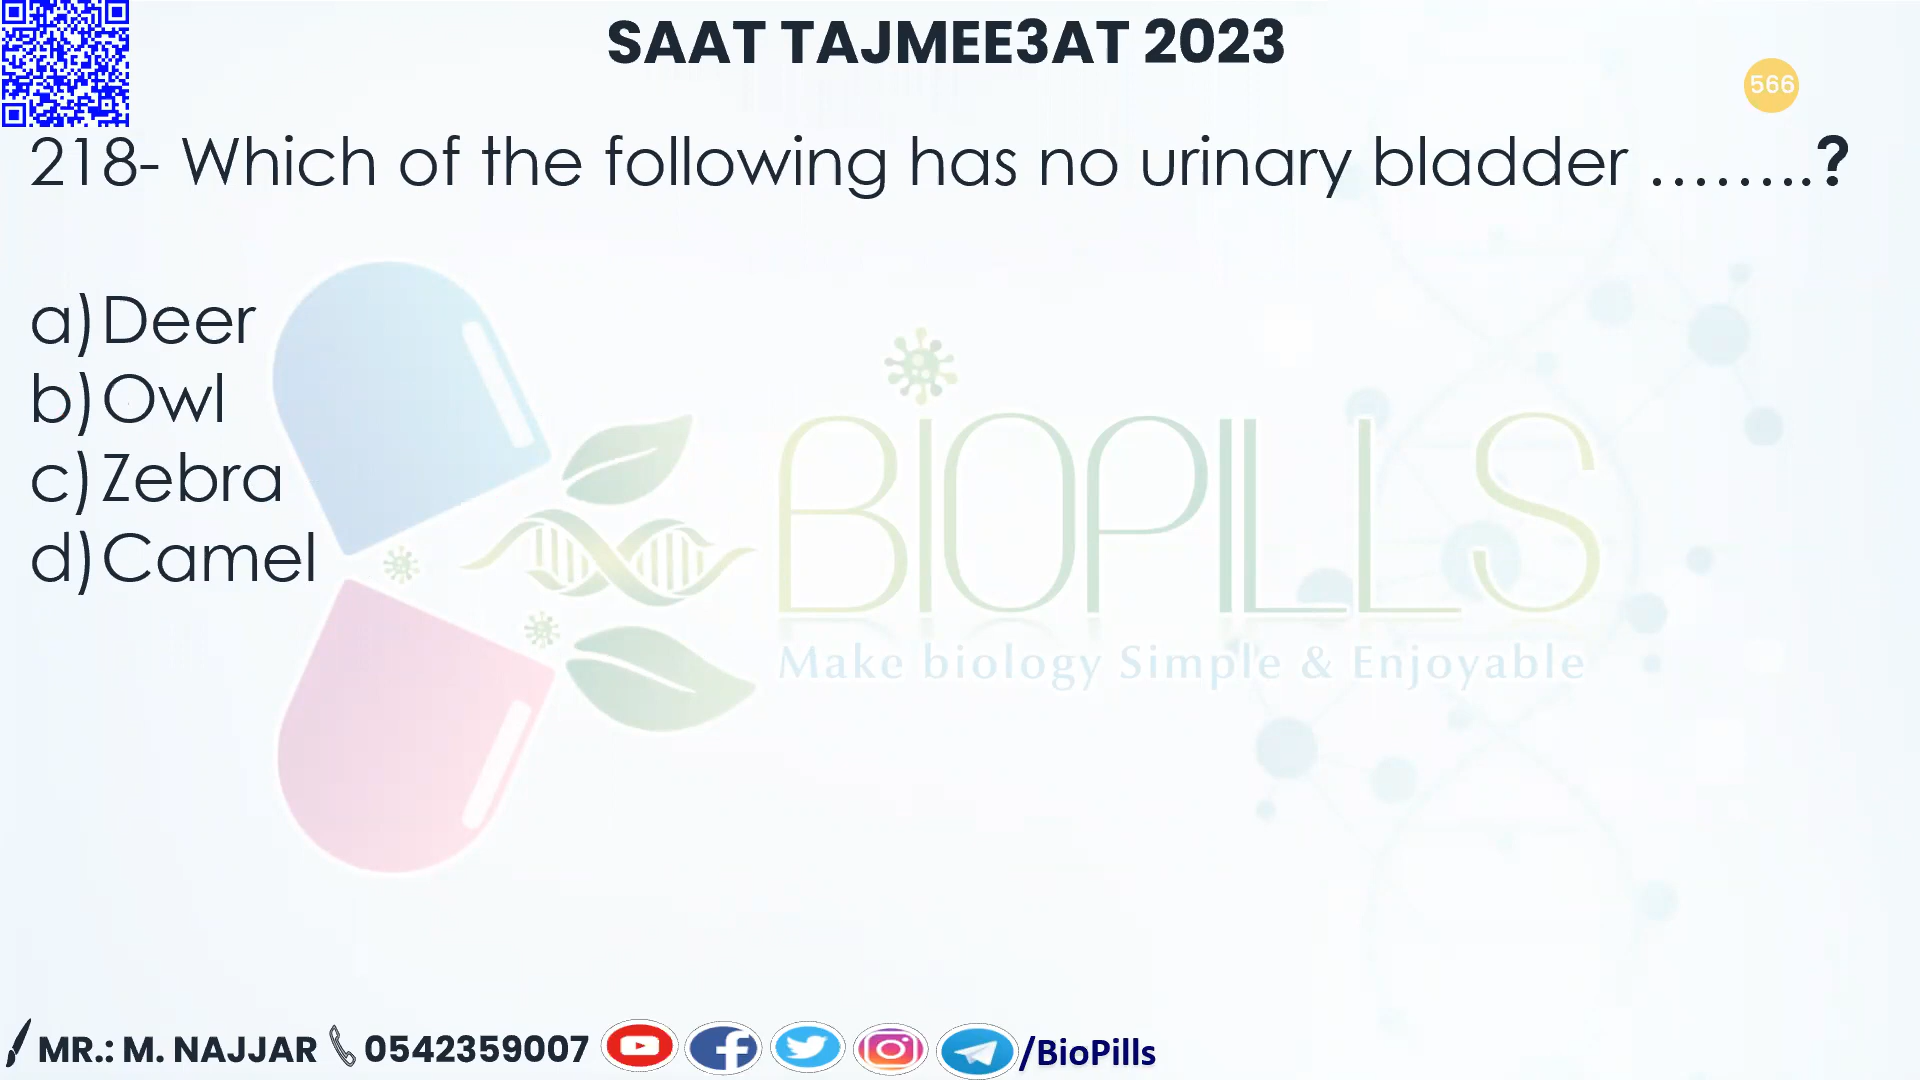 SAAT TAJMEE3AT 2023
566
218- Which of the following has no urinary bladder ........?
a) Deer
b) Owl
c) Zebra
d) Camel
BIOPILLS
Make biology Simple & Enjoyable
MR.: M. NAJJAR 0542359007 /BioPills